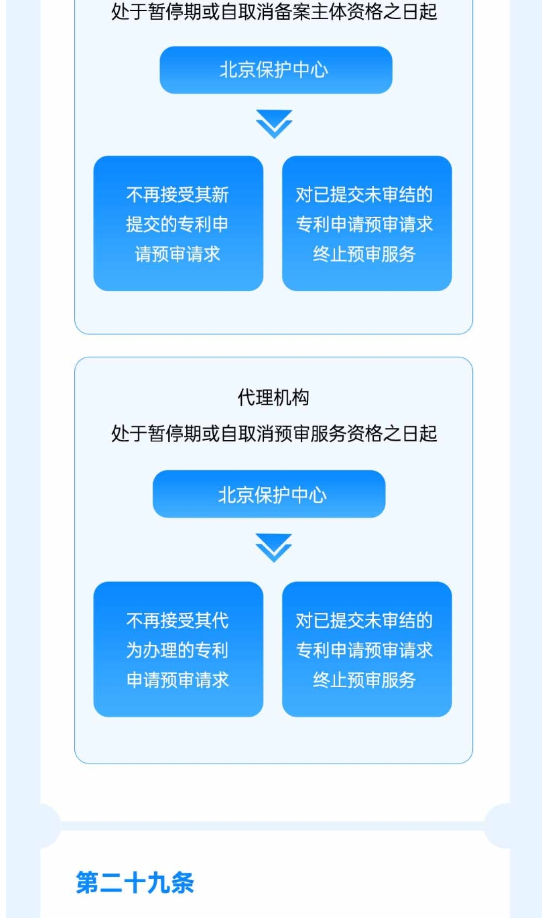 处于暂停期或自取消备案主体资格之日起
北京保护中心
不再接受其新
提交的专利申
请预审请求
对已提交未审结的
专利申请预审请求
终止预审服务
代理机构
处于暂停期或自取消预审服务资格之日起
北京保护中心
不再接受其代
为办理的专利
申请预审请求
对已提交未审结的
专利申请预审请求
终止预审服务
第二十九条